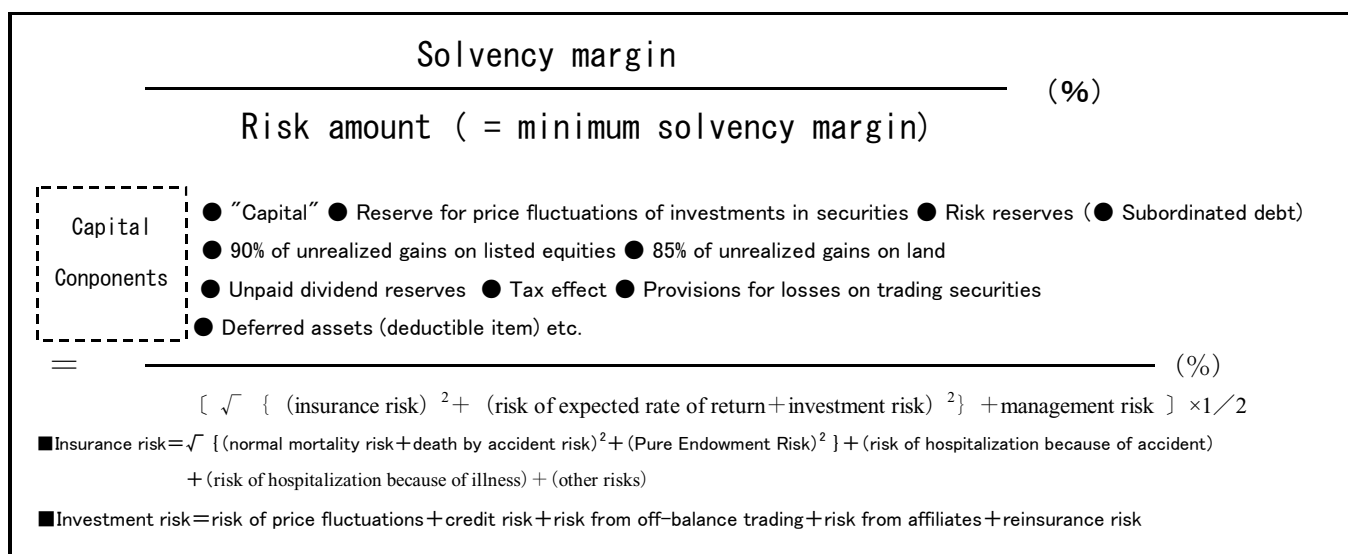 Solvency margin
(%)
Risk amount ( = minimum solvency margin)
Capital
Conponents
● "Capital" ● Reserve for price fluctuations of investments in securities ● Risk reserves (● Subordinated debt)
● 90% of unrealized gains on listed equities ● 85% of unrealized gains on land
● Unpaid dividend reserves ● Tax effect ● Provisions for losses on trading securities
● Deferred assets (deductible item) etc.
= (%)
〔 √ { (insurance risk) ²+ (risk of expected rate of return+investment risk) ²} +management risk 〕 ×1/2
■Insurance risk=√ {(normal mortality risk+death by accident risk)²+(Pure Endowment Risk)² }+(risk of hospitalization because of accident)
+(risk of hospitalization because of illness)+(other risks)
■Investment risk=risk of price fluctuations+credit risk+risk from off-balance trading+risk from affiliates+reinsurance risk